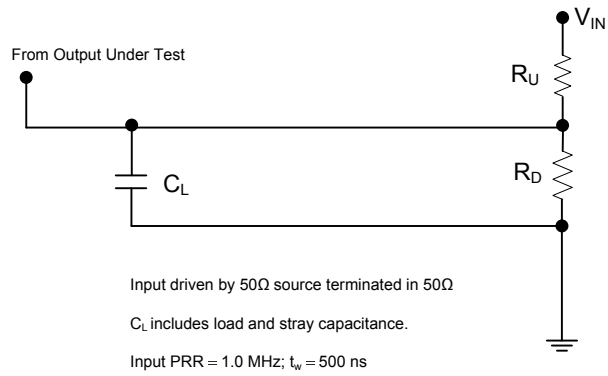 V_IN
From Output Under Test
R_U
R_D
C_L
Input driven by 50Ω source terminated in 50Ω
C_L includes load and stray capacitance.
Input PRR = 1.0 MHz; t_w = 500 ns